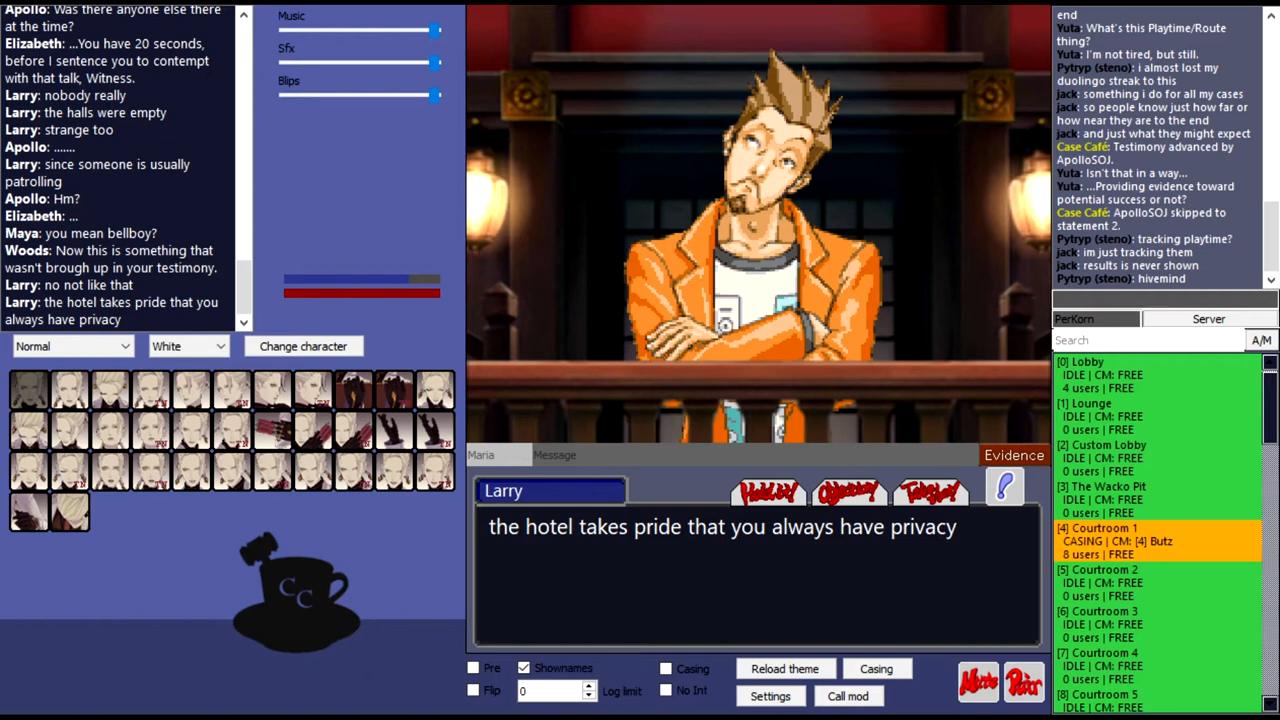 Apollo: Was there anyone else there
at the time?
Elizabeth: ...You have 20 seconds,
before I sentence you to contempt
with that talk, Witness.
Larry: nobody really
Larry: the halls were empty
Larry: strange too
Apollo: .......
Larry: since someone is usually
patrolling
Apollo: Hm?
Elizabeth: ...
Maya: you mean bellboy?
Woods: Now this is something that
wasn't brough up in your testimony.
Larry: no not like that
Larry: the hotel takes pride that you
always have privacy
Music
Sfx
Blips
Normal
White
Change character
CC
Maria
Message
Evidence
Larry
Hold it!
Objection!
Take that!
the hotel takes pride that you always have privacy
Pre
Shownames
Casing
Reload theme
Casing
Flip
0
Log limit
No Int
Settings
Call mod
Mute
Pair
end
Yuta: What's this Playtime/Route
thing?
Yuta: I'm not tired, but still.
Pytryp (steno): i almost lost my
duolingo streak to this
jack: something i do for all my cases
jack: so people know just how far or
how near they are to the end
jack: and just what they might expect
Case Café: Testimony advanced by
ApolloSOJ.
Yuta: Isn't that in a way...
Yuta: ...Providing evidence toward
potential success or not?
Case Café: ApolloSOJ skipped to
statement 2.
Pytryp (steno): tracking playtime?
jack: im just tracking them
jack: results is never shown
Pytryp (steno): hivemind
PerKorn
Server
Search
A/M
[0] Lobby
IDLE | CM: FREE
4 users | FREE
[1] Lounge
IDLE | CM: FREE
0 users | FREE
[2] Custom Lobby
IDLE | CM: FREE
0 users | FREE
[3] The Wacko Pit
IDLE | CM: FREE
0 users | FREE
[4] Courtroom 1
CASING | CM: [4] Butz
8 users | FREE
[5] Courtroom 2
IDLE | CM: FREE
0 users | FREE
[6] Courtroom 3
IDLE | CM: FREE
0 users | FREE
[7] Courtroom 4
IDLE | CM: FREE
0 users | FREE
[8] Courtroom 5
IDLE | CM: FREE